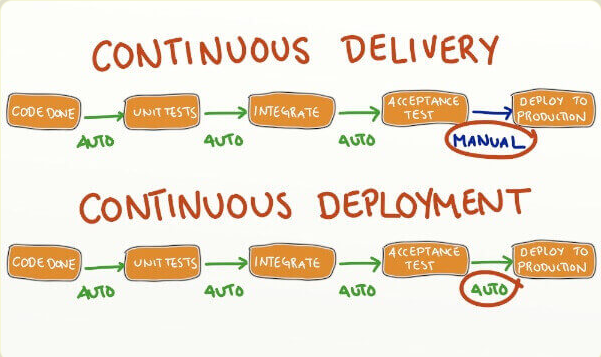 CONTINUOUS DELIVERY
CODE DONE
UNIT TESTS
INTEGRATE
ACCEPTANCE
TEST
DEPLOY TO
PRODUCTION
AUTO
AUTO
AUTO
MANUAL
CONTINUOUS DEPLOYMENT
CODE DONE
UNIT TESTS
INTEGRATE
ACCEPTANCE
TEST
DEPLOY TO
PRODUCTION
AUTO
AUTO
AUTO
AUTO